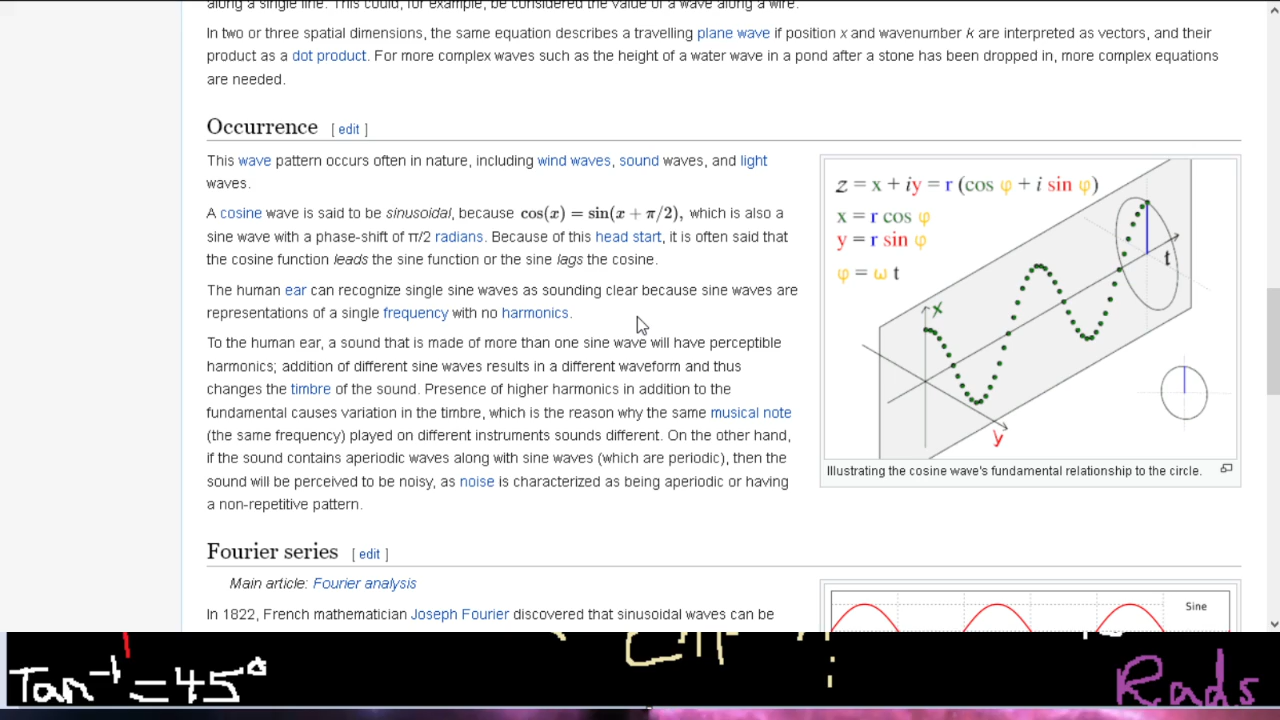 along a single line. This could, for example, be considered the value of a wave along a wire.
In two or three spatial dimensions, the same equation describes a travelling plane wave if position x and wavenumber k are interpreted as vectors, and their
product as a dot product. For more complex waves such as the height of a water wave in a pond after a stone has been dropped in, more complex equations
are needed.
Occurrence [ edit ]
This wave pattern occurs often in nature, including wind waves, sound waves, and light
waves.
A cosine wave is said to be sinusoidal, because cos(x) = sin(x + π/2), which is also a
sine wave with a phase-shift of π/2 radians. Because of this head start, it is often said that
the cosine function leads the sine function or the sine lags the cosine.
The human ear can recognize single sine waves as sounding clear because sine waves are
representations of a single frequency with no harmonics.
To the human ear, a sound that is made of more than one sine wave will have perceptible
harmonics; addition of different sine waves results in a different waveform and thus
changes the timbre of the sound. Presence of higher harmonics in addition to the
fundamental causes variation in the timbre, which is the reason why the same musical note
(the same frequency) played on different instruments sounds different. On the other hand,
if the sound contains aperiodic waves along with sine waves (which are periodic), then the
sound will be perceived to be noisy, as noise is characterized as being aperiodic or having
a non-repetitive pattern.
z = x + iy = r (cos φ + i sin φ)
x = r cos φ
y = r sin φ
φ = ω t
t
x
y
Illustrating the cosine wave's fundamental relationship to the circle.
Fourier series [ edit ]
Main article: Fourier analysis
In 1822, French mathematician Joseph Fourier discovered that sinusoidal waves can be
Sine
Tan⁻¹ = 45°
Rads